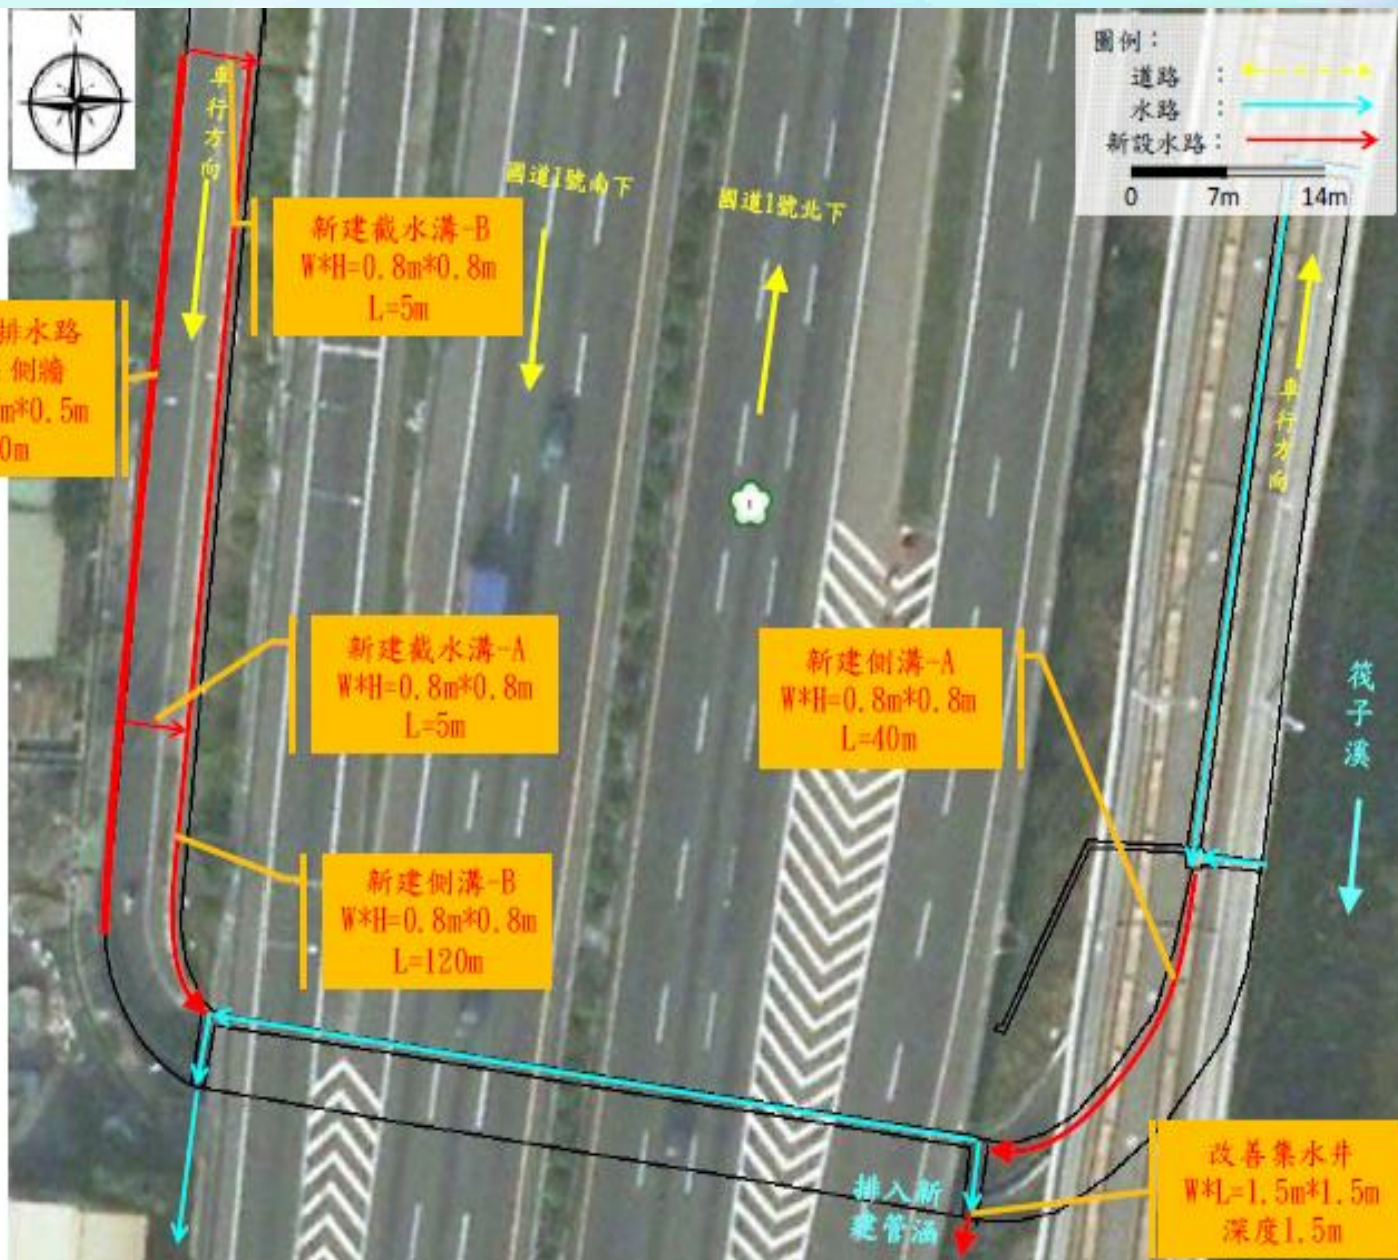 N
圖例：
道路 ：
水路 ：
新設水路：
0 7m 14m
車行方向
國道1號南下
國道1號北下
新建截水溝-B
W*H=0.8m*0.8m
L=5m
排水路
側牆
m*0.5m
0m
車行方向
1
新建截水溝-A
W*H=0.8m*0.8m
L=5m
新建側溝-A
W*H=0.8m*0.8m
L=40m
筏子溪
新建側溝-B
W*H=0.8m*0.8m
L=120m
排入新
建管涵
改善集水井
W*L=1.5m*1.5m
深度1.5m